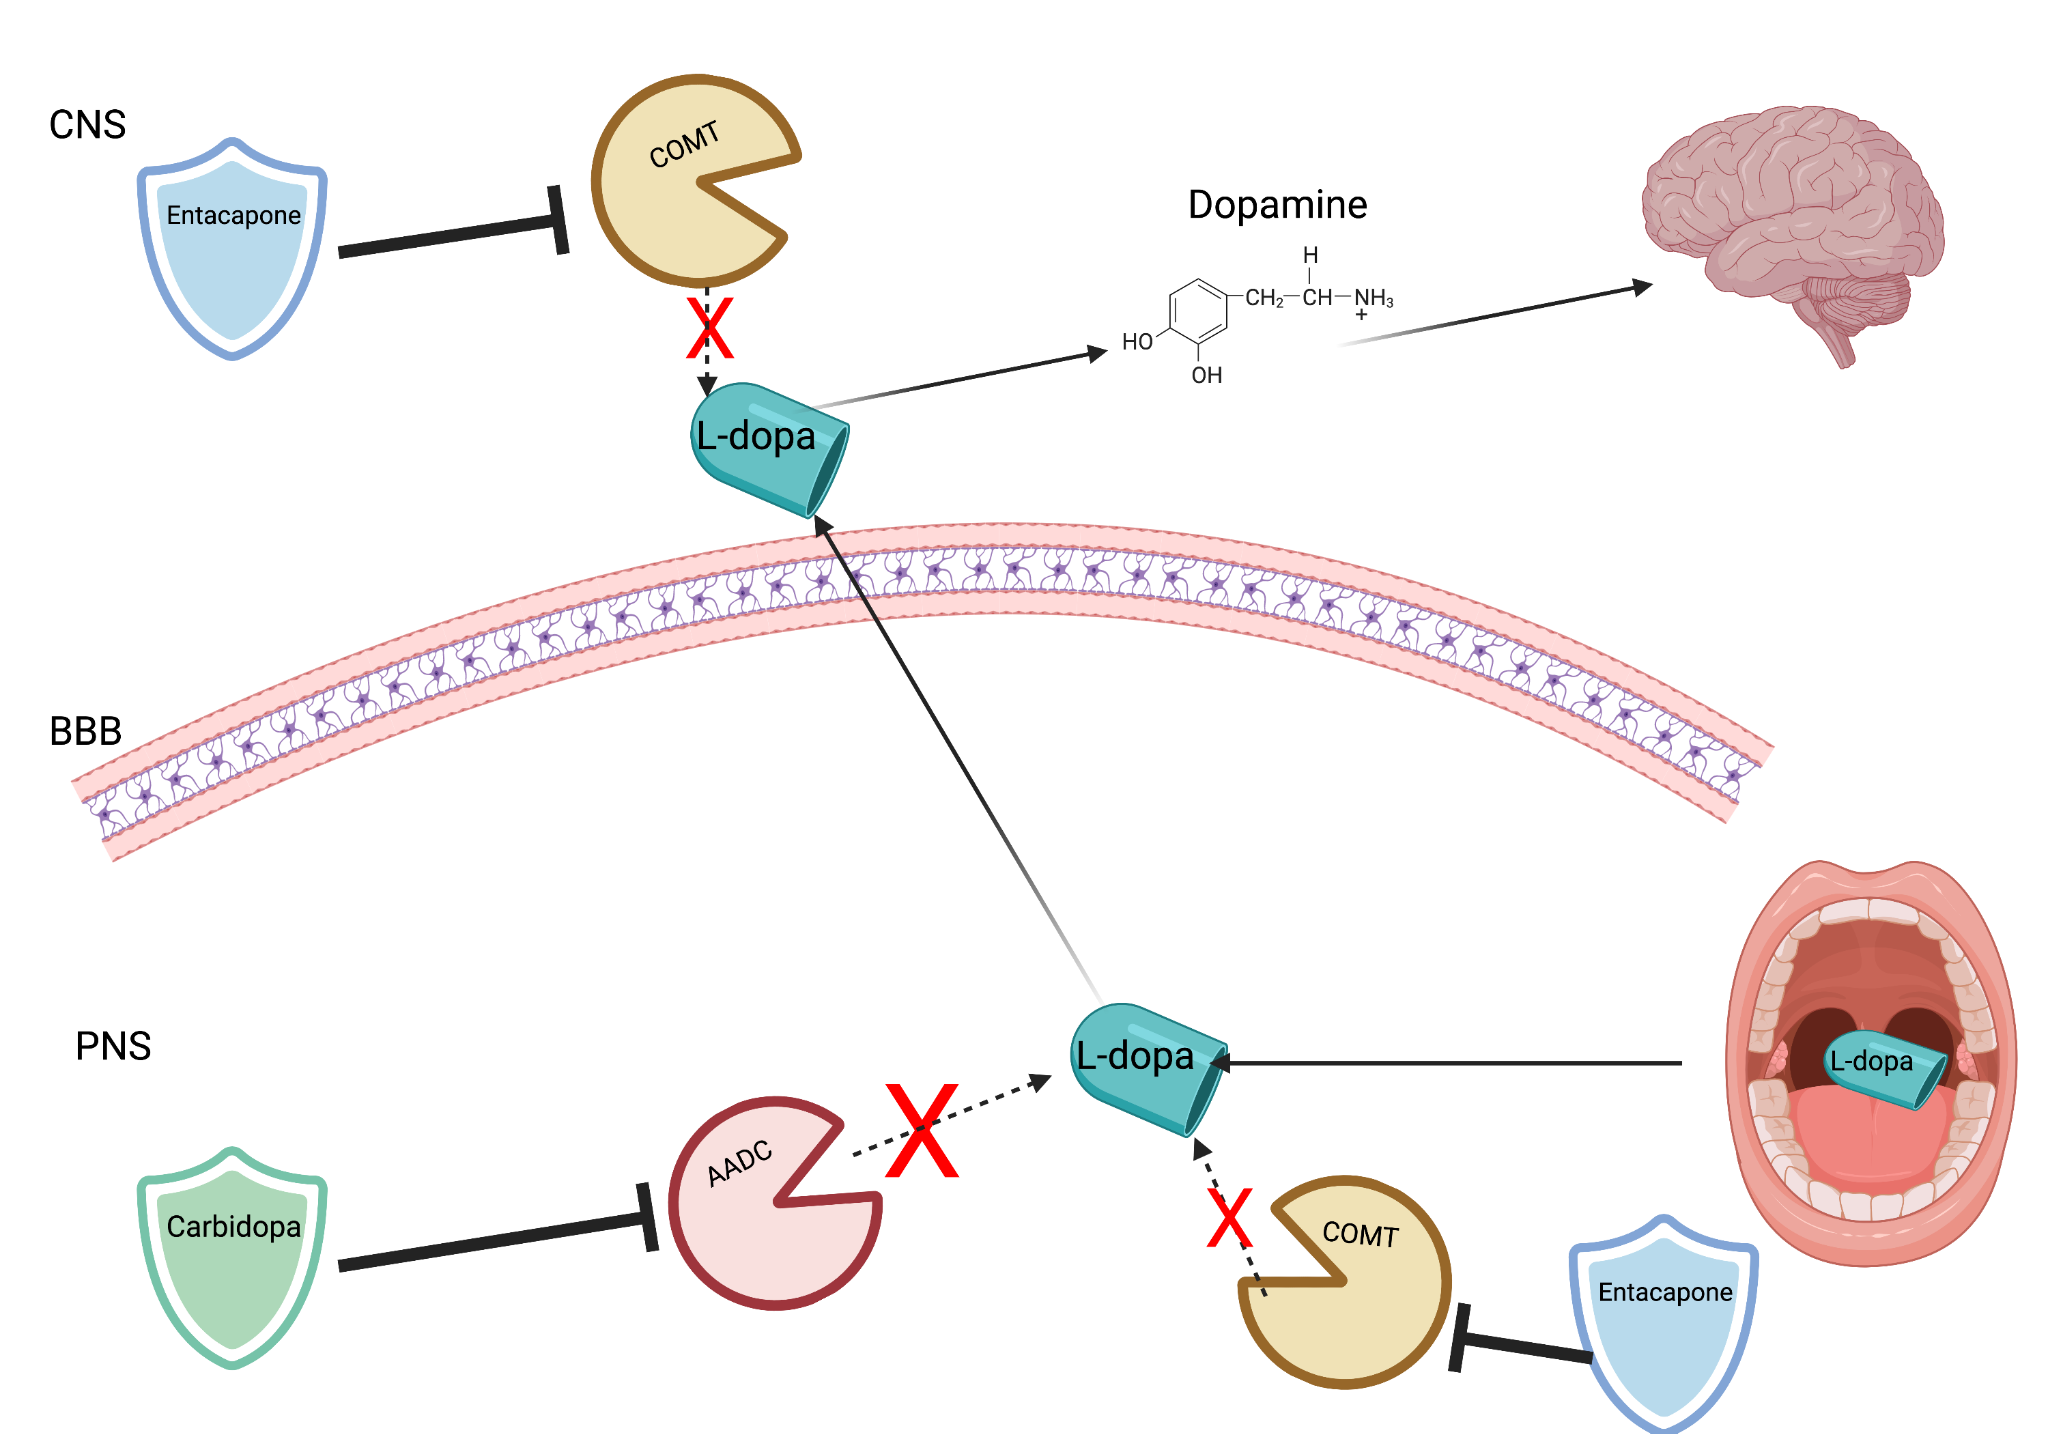 CNS
Entacapone
COMT
X
L-dopa
Dopamine
H
CH2
CH
NH3
+
HO
OH
BBB
PNS
L-dopa
L-dopa
X
AADC
X
COMT
Carbidopa
Entacapone